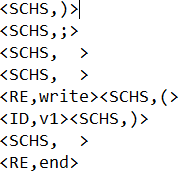 <SCHS,)>
<SCHS,;>
<SCHS,  >
<SCHS,  >
<RE,write><SCHS,(>
<ID,v1><SCHS,)>
<SCHS,  >
<RE,end>